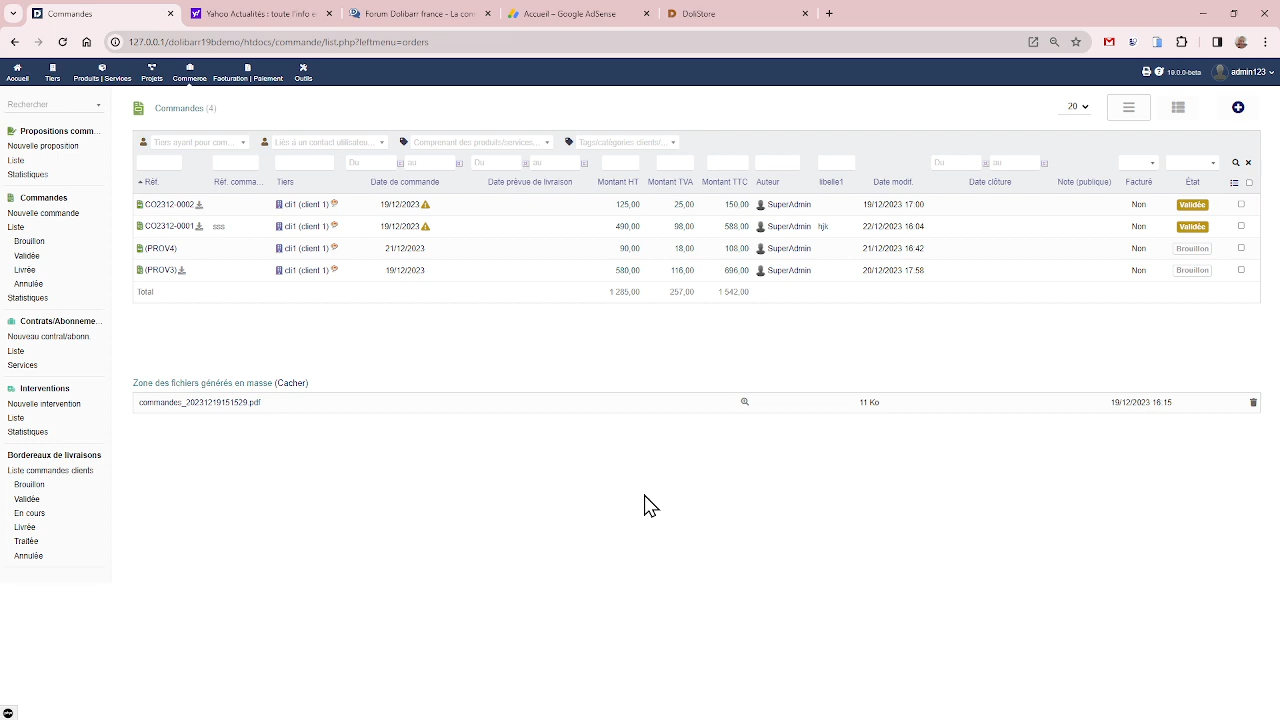 Commandes
Yahoo Actualités : toute l'info e
Forum Dolibarr france - La com
Accueil – Google AdSense
DoliStore
127.0.0.1/dolibarr19bdemo/htdocs/commande/list.php?leftmenu=orders
Accueil Tiers Produits | Services Projets Commerce Facturation | Paiement Outils 19.0.0-beta admin123
Rechercher
Commandes (4) 20
Propositions comm...
Nouvelle proposition
Liste
Statistiques
Commandes
Nouvelle commande
Liste
Brouillon
Validée
Livrée
Annulée
Statistiques
Contrats/Abonneme...
Nouveau contrat/abonn.
Liste
Services
Interventions
Nouvelle intervention
Liste
Statistiques
Bordereaux de livraisons
Liste commandes clients
Brouillon
Validée
En cours
Livrée
Traitée
Annulée
Tiers ayant pour com... Liés à un contact utilisateu... Comprenant des produits/services... Tags/catégories clients/...
Du au Du au Du au
Réf. Réf. comma... Tiers Date de commande Date prévue de livraison Montant HT Montant TVA Montant TTC Auteur libelle1 Date modif. Date clôture Note (publique) Facturé État
CO2312-0002 cli1 (client 1) 19/12/2023 125,00 25,00 150,00 SuperAdmin 19/12/2023 17:00 Non Validée
CO2312-0001 sss cli1 (client 1) 19/12/2023 490,00 98,00 588,00 SuperAdmin hjk 22/12/2023 16:04 Non Validée
(PROV4) cli1 (client 1) 21/12/2023 90,00 18,00 108,00 SuperAdmin 21/12/2023 16:42 Non Brouillon
(PROV3) cli1 (client 1) 19/12/2023 580,00 116,00 696,00 SuperAdmin 20/12/2023 17:58 Non Brouillon
Total 1 285,00 257,00 1 542,00
Zone des fichiers générés en masse (Cacher)
commandes_20231219151529.pdf 11 Ko 19/12/2023 16:15
php